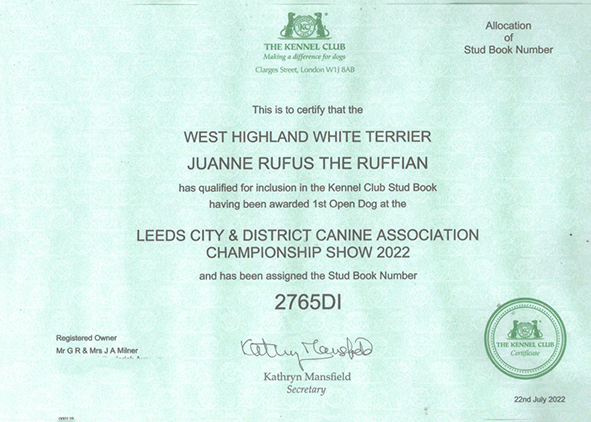 THE KENNEL CLUB
Making a difference for dogs
Clarges Street, London W1J 8AB
Allocation
of
Stud Book Number
This is to certify that the
WEST HIGHLAND WHITE TERRIER
JUANNE RUFUS THE RUFFIAN
has qualified for inclusion in the Kennel Club Stud Book
having been awarded 1st Open Dog at the
LEEDS CITY & DISTRICT CANINE ASSOCIATION
CHAMPIONSHIP SHOW 2022
and has been assigned the Stud Book Number
2765DI
Registered Owner
Mr G R & Mrs J A Milner
Kathryn Mansfield
Kathryn Mansfield
Secretary
THE KENNEL CLUB
Certificate
22nd July 2022